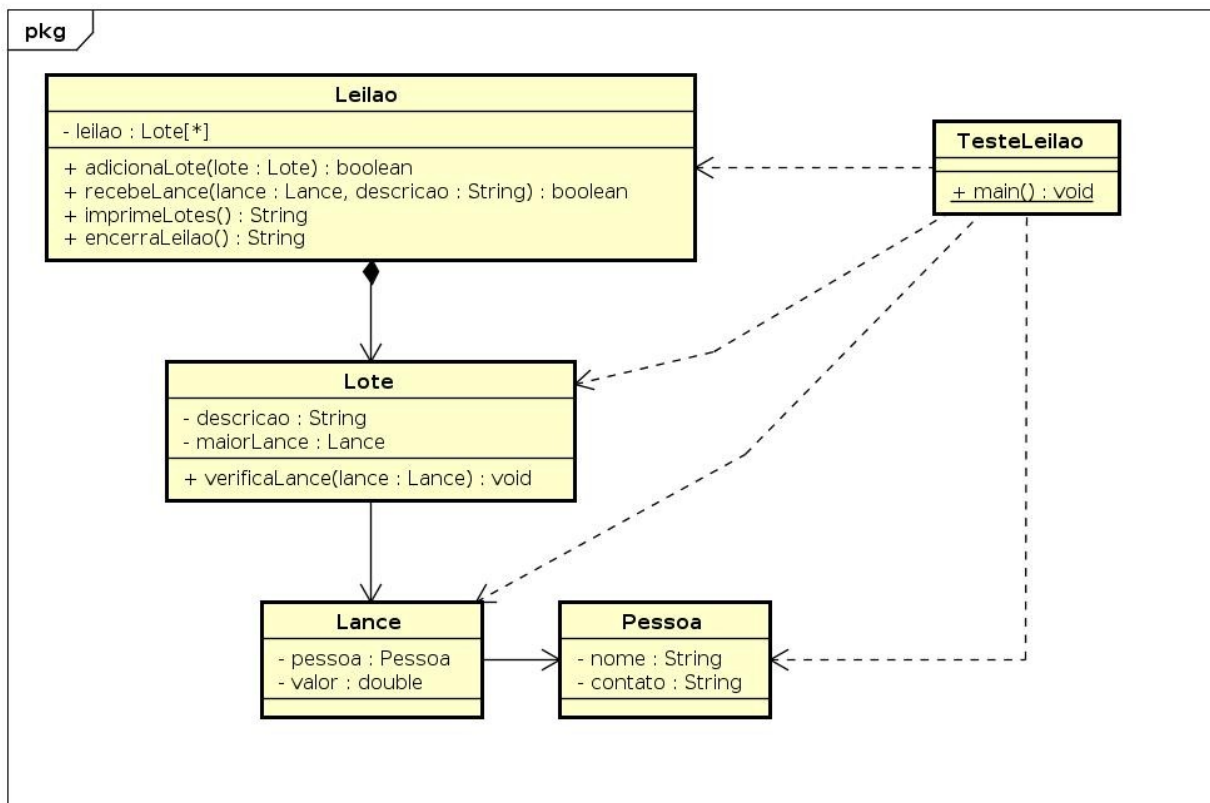 pkg
Leilao
- leilao : Lote[*]
+ adicionaLote(lote : Lote) : boolean
+ recebeLance(lance : Lance, descricao : String) : boolean
+ imprimeLotes() : String
+ encerraLeilao() : String
TesteLeilao
+ main() : void
Lote
- descricao : String
- maiorLance : Lance
+ verificaLance(lance : Lance) : void
Lance
- pessoa : Pessoa
- valor : double
Pessoa
- nome : String
- contato : String